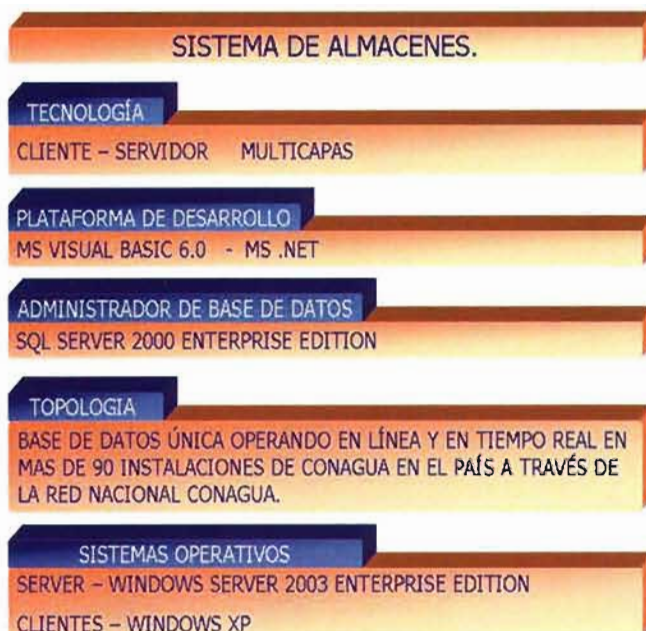 SISTEMA DE ALMACENES.
TECNOLOGÍA
CLIENTE – SERVIDOR MULTICAPAS
PLATAFORMA DE DESARROLLO
MS VISUAL BASIC 6.0 - MS .NET
ADMINISTRADOR DE BASE DE DATOS
SQL SERVER 2000 ENTERPRISE EDITION
TOPOLOGIA
BASE DE DATOS ÚNICA OPERANDO EN LÍNEA Y EN TIEMPO REAL EN
MAS DE 90 INSTALACIONES DE CONAGUA EN EL PAÍS A TRAVÉS DE
LA RED NACIONAL CONAGUA.
SISTEMAS OPERATIVOS
SERVER – WINDOWS SERVER 2003 ENTERPRISE EDITION
CLIENTES – WINDOWS XP